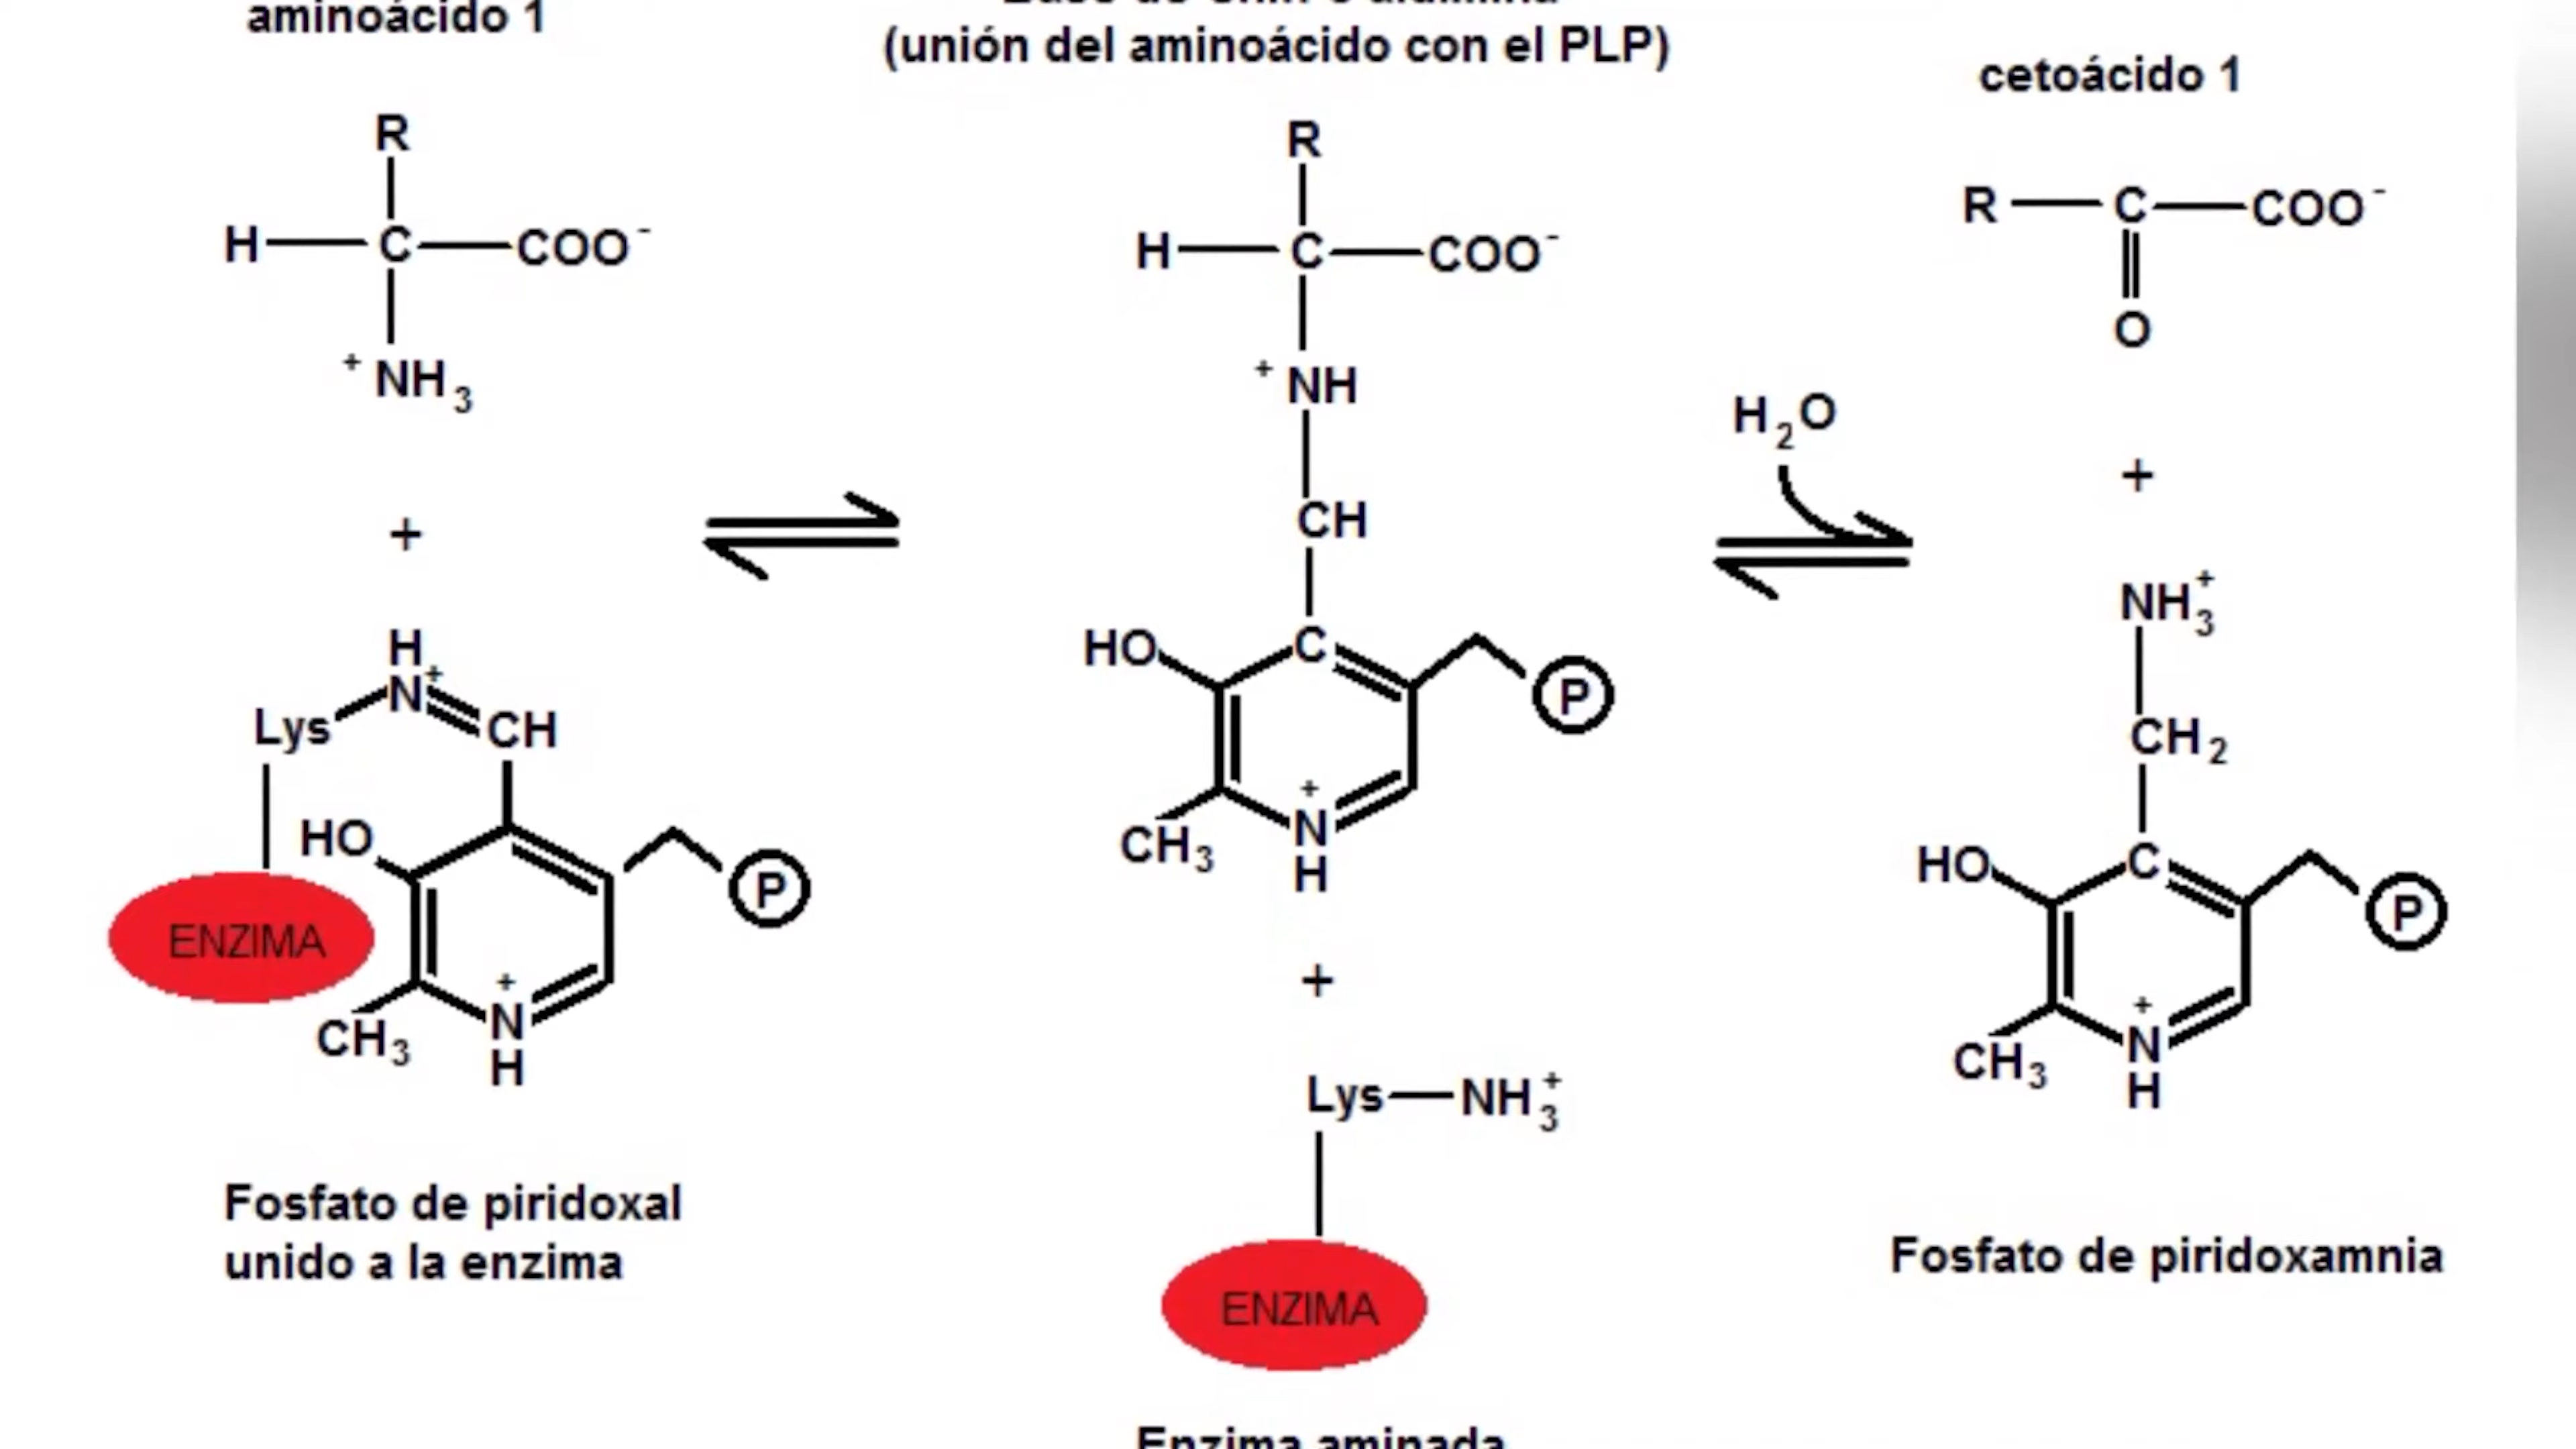 aminoácido 1
(unión del aminoácido con el PLP)
cetoácido 1
R
H C COO-
+NH3
+
H
Lys N+ CH
HO
P
ENZIMA
CH3
+
N
H
Fosfato de piridoxal
unido a la enzima
R
H C COO-
+NH
CH
HO C
P
CH3
+
N
H
+
Lys NH3+
ENZIMA
Enzima aminada
H2O
R C COO-
O
+
NH3+
CH2
HO C
P
CH3
+
N
H
Fosfato de piridoxamnia